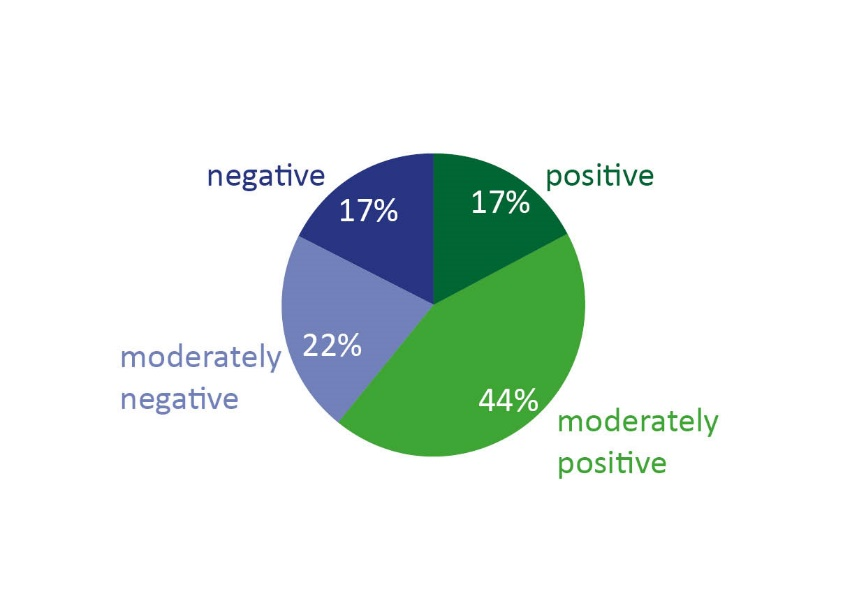 negative
positive
17%
17%
22%
moderately
negative
44%
moderately
positive